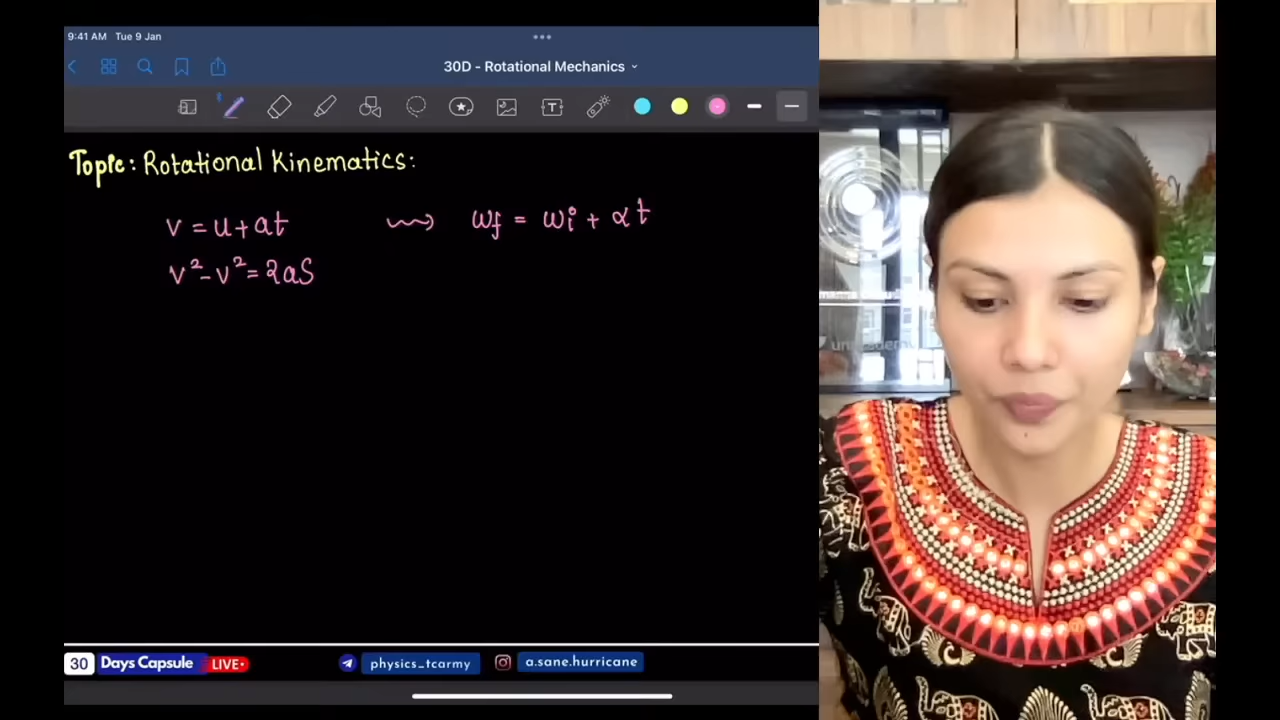 9:41 AM Tue 9 Jan
30D - Rotational Mechanics
Topic: Rotational Kinematics:
v = u + at ⇝ ωf = ωi + αt
v² - v² = 2aS
30 Days Capsule LIVE
physics_tcarmy
a.sane.hurricane